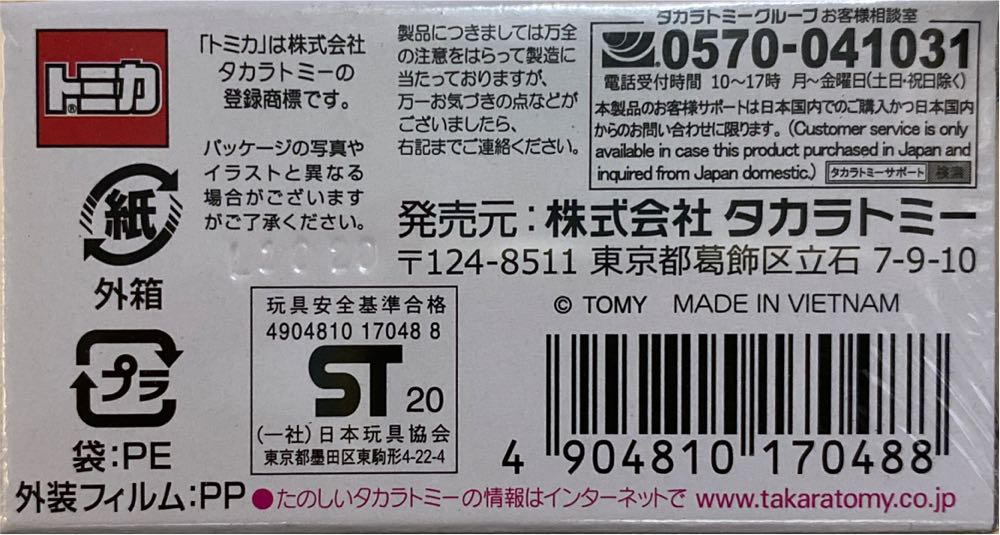 トミカ®
「トミカ」は株式会社
タカラトミーの
登録商標です。
パッケージの写真や
イラストと異なる
場合がございます
がご了承ください。
製品につきましては万全
の注意をはらって製造に
当たっておりますが、
万一お気づきの点などが
ございましたら、
右記までご連絡ください。
タカラトミーグループ お客様相談室
0570-041031
電話受付時間 10〜17時 月〜金曜日(土日・祝日除く)
本製品のお客様サポートは日本国内でのご購入かつ日本国内
からのお問い合わせに限ります。(Customer service is only
available in case this product purchased in Japan and
inquired from Japan domestic.) タカラトミーサポート 検索
発売元:株式会社 タカラトミー
〒124-8511 東京都葛飾区立石 7-9-10
© TOMY MADE IN VIETNAM
紙
外箱
プラ
袋:PE
外装フィルム:PP
玩具安全基準合格
4904810 17048 8
ST 20
(一社)日本玩具協会
東京都墨田区東駒形4-22-4
4 904810 170488
●たのしいタカラトミーの情報はインターネットで www.takaratomy.co.jp